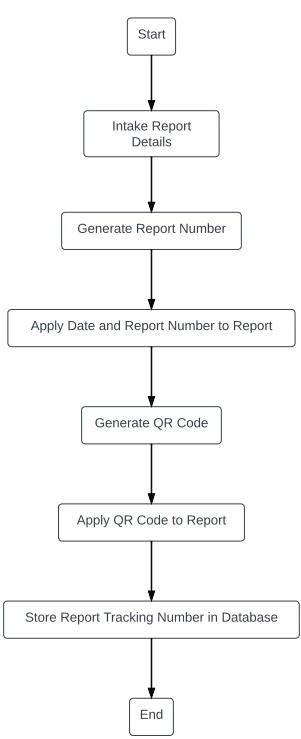 Start
Intake Report
Details
Generate Report Number
Apply Date and Report Number to Report
Generate QR Code
Apply QR Code to Report
Store Report Tracking Number in Database
End